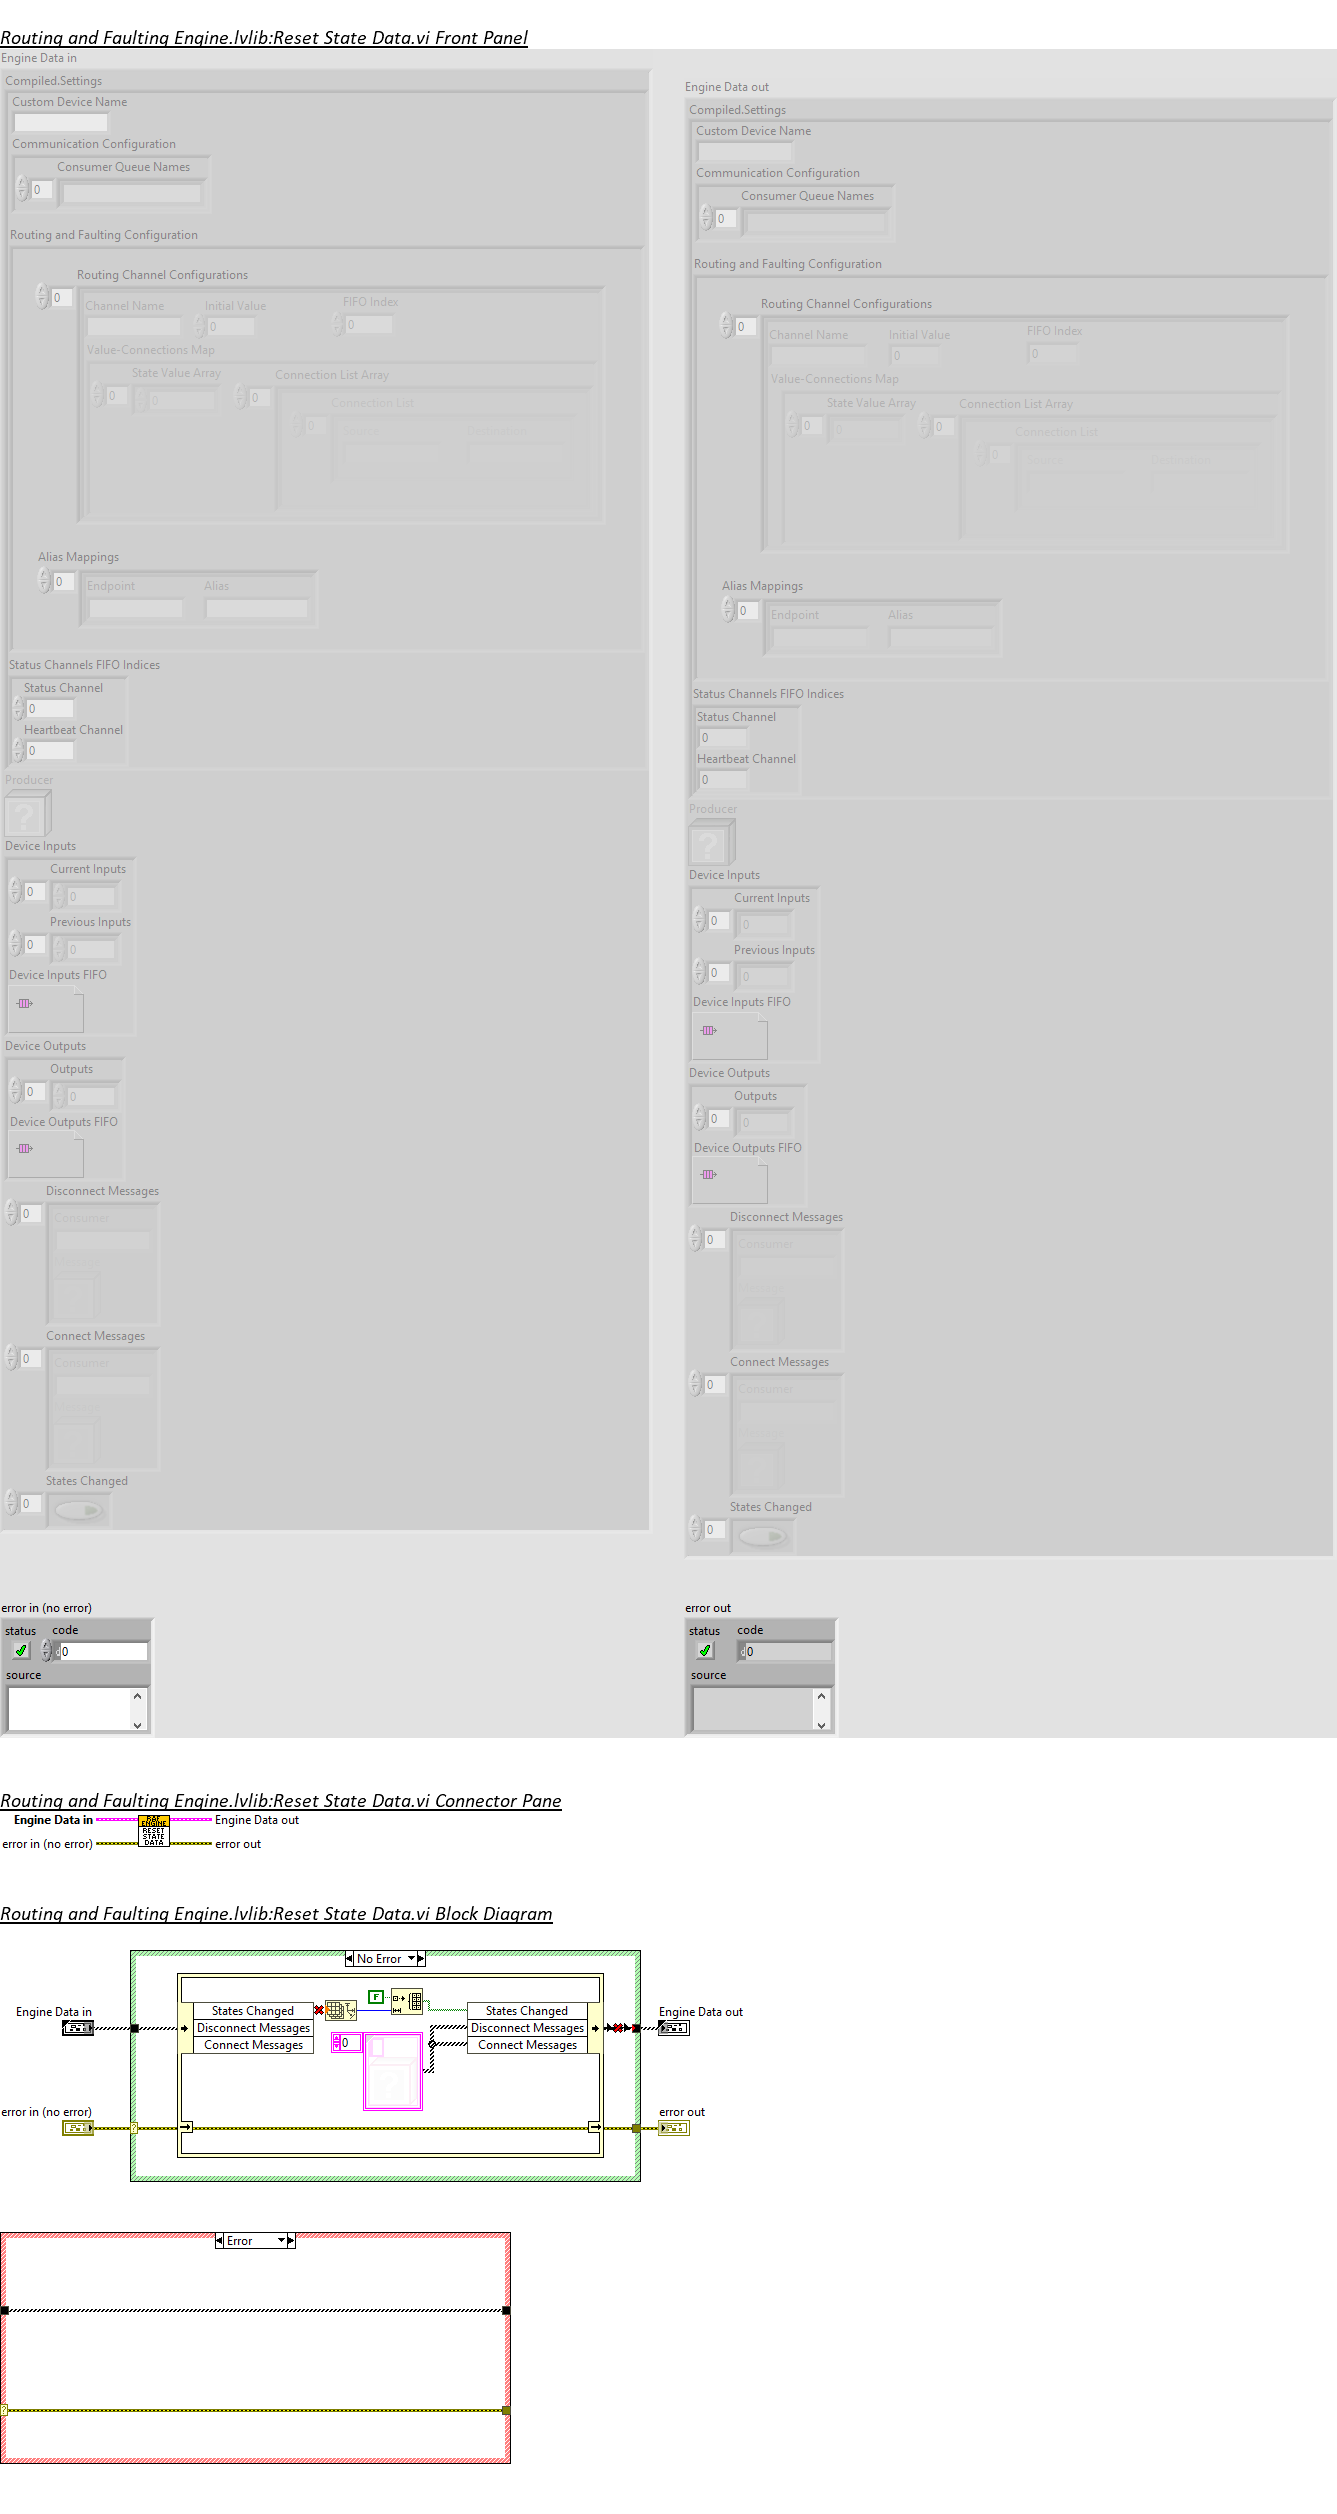 Routing and Faulting Engine.lvlib:Reset State Data.vi Front Panel
Engine Data in
Compiled.Settings
Custom Device Name
Communication Configuration
Consumer Queue Names
0
Routing and Faulting Configuration
Routing Channel Configurations
0
Channel Name Initial Value FIFO Index
0 0
Value-Connections Map
State Value Array Connection List Array
0 0 0
Connection List
0
Alias Mappings
0
Endpoint Alias
Status Channels FIFO Indices
Status Channel
0
Heartbeat Channel
0
Producer
?
Device Inputs
Current Inputs
0 0
Previous Inputs
0 0
Device Inputs FIFO
Device Outputs
Outputs
0 0
Device Outputs FIFO
Disconnect Messages
0
Consumer
Connect Messages
0
Consumer
States Changed
0
Engine Data out
Compiled.Settings
Custom Device Name
Communication Configuration
Consumer Queue Names
0
Routing and Faulting Configuration
Routing Channel Configurations
0
Channel Name Initial Value FIFO Index
0 0
Value-Connections Map
State Value Array Connection List Array
0 0 0
Connection List
0
Source Destination
Alias Mappings
0
Endpoint Alias
Status Channels FIFO Indices
Status Channel
0
Heartbeat Channel
0
Producer
?
Device Inputs
Current Inputs
0 0
Previous Inputs
0 0
Device Inputs FIFO
Device Outputs
Outputs
0 0
Device Outputs FIFO
Disconnect Messages
0
Consumer
Connect Messages
0
Consumer
States Changed
0
error in (no error)
status code
0
source
error out
status code
0
source
Routing and Faulting Engine.lvlib:Reset State Data.vi Connector Pane
Engine Data in
error in (no error)
RAF
ENGINE
RESET
STATE
DATA
Engine Data out
error out
Routing and Faulting Engine.lvlib:Reset State Data.vi Block Diagram
No Error
Engine Data in
States Changed
Disconnect Messages
Connect Messages
F
0
States Changed
Disconnect Messages
Connect Messages
Engine Data out
error in (no error)
?
error out
Error
?